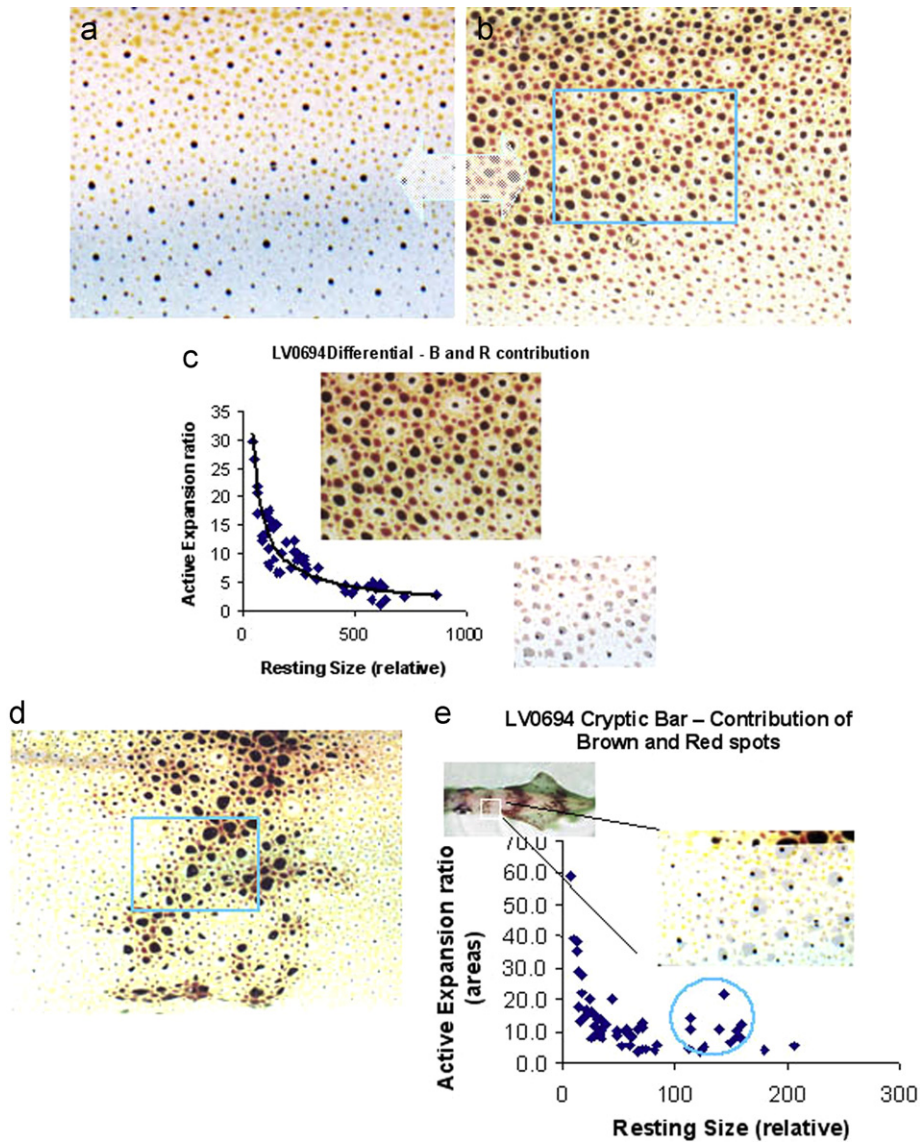 a
b
c
LV0694Differential - B and R contribution
Active Expansion ratio
35
30
25
20
15
10
5
0
0
500
1000
Resting Size (relative)
d
e
LV0694 Cryptic Bar – Contribution of
Brown and Red spots
Active Expansion ratio
(areas)
70.0
60.0
50.0
40.0
30.0
20.0
10.0
0.0
0
100
200
300
Resting Size (relative)